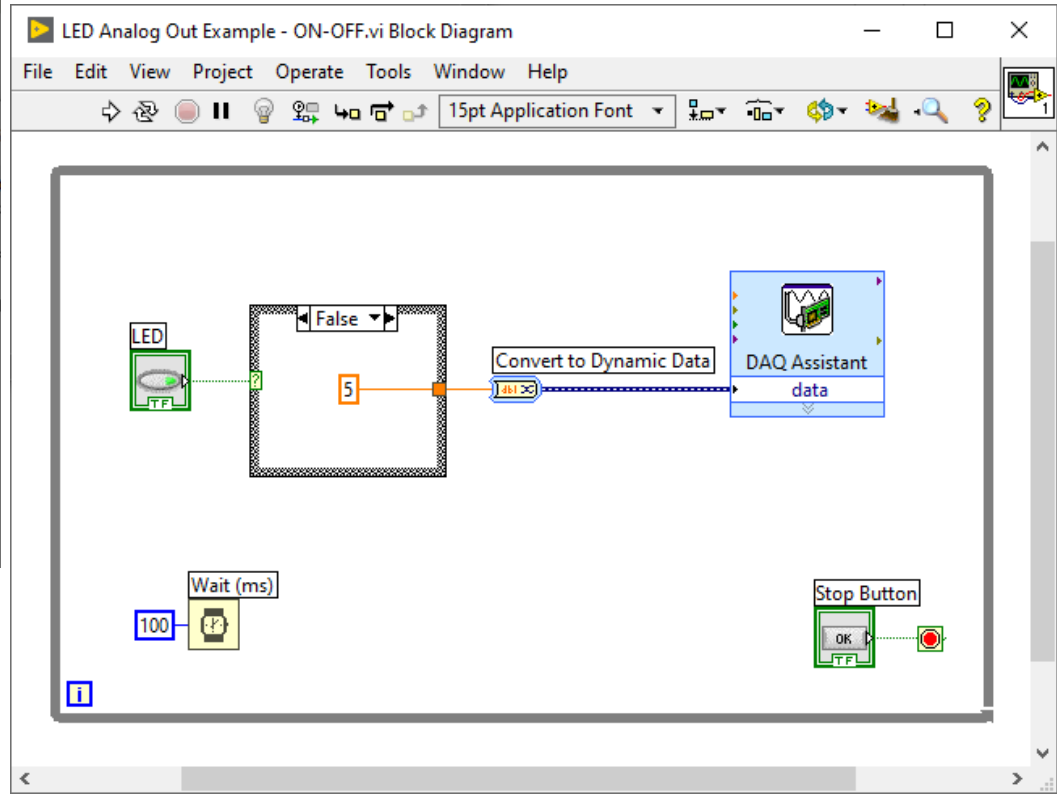 LED Analog Out Example - ON-OFF.vi Block Diagram
File Edit View Project Operate Tools Window Help
15pt Application Font
1
False
LED
TF
?
5
Convert to Dynamic Data
dbl
DAQ Assistant
data
Wait (ms)
100
Stop Button
OK
TF
i